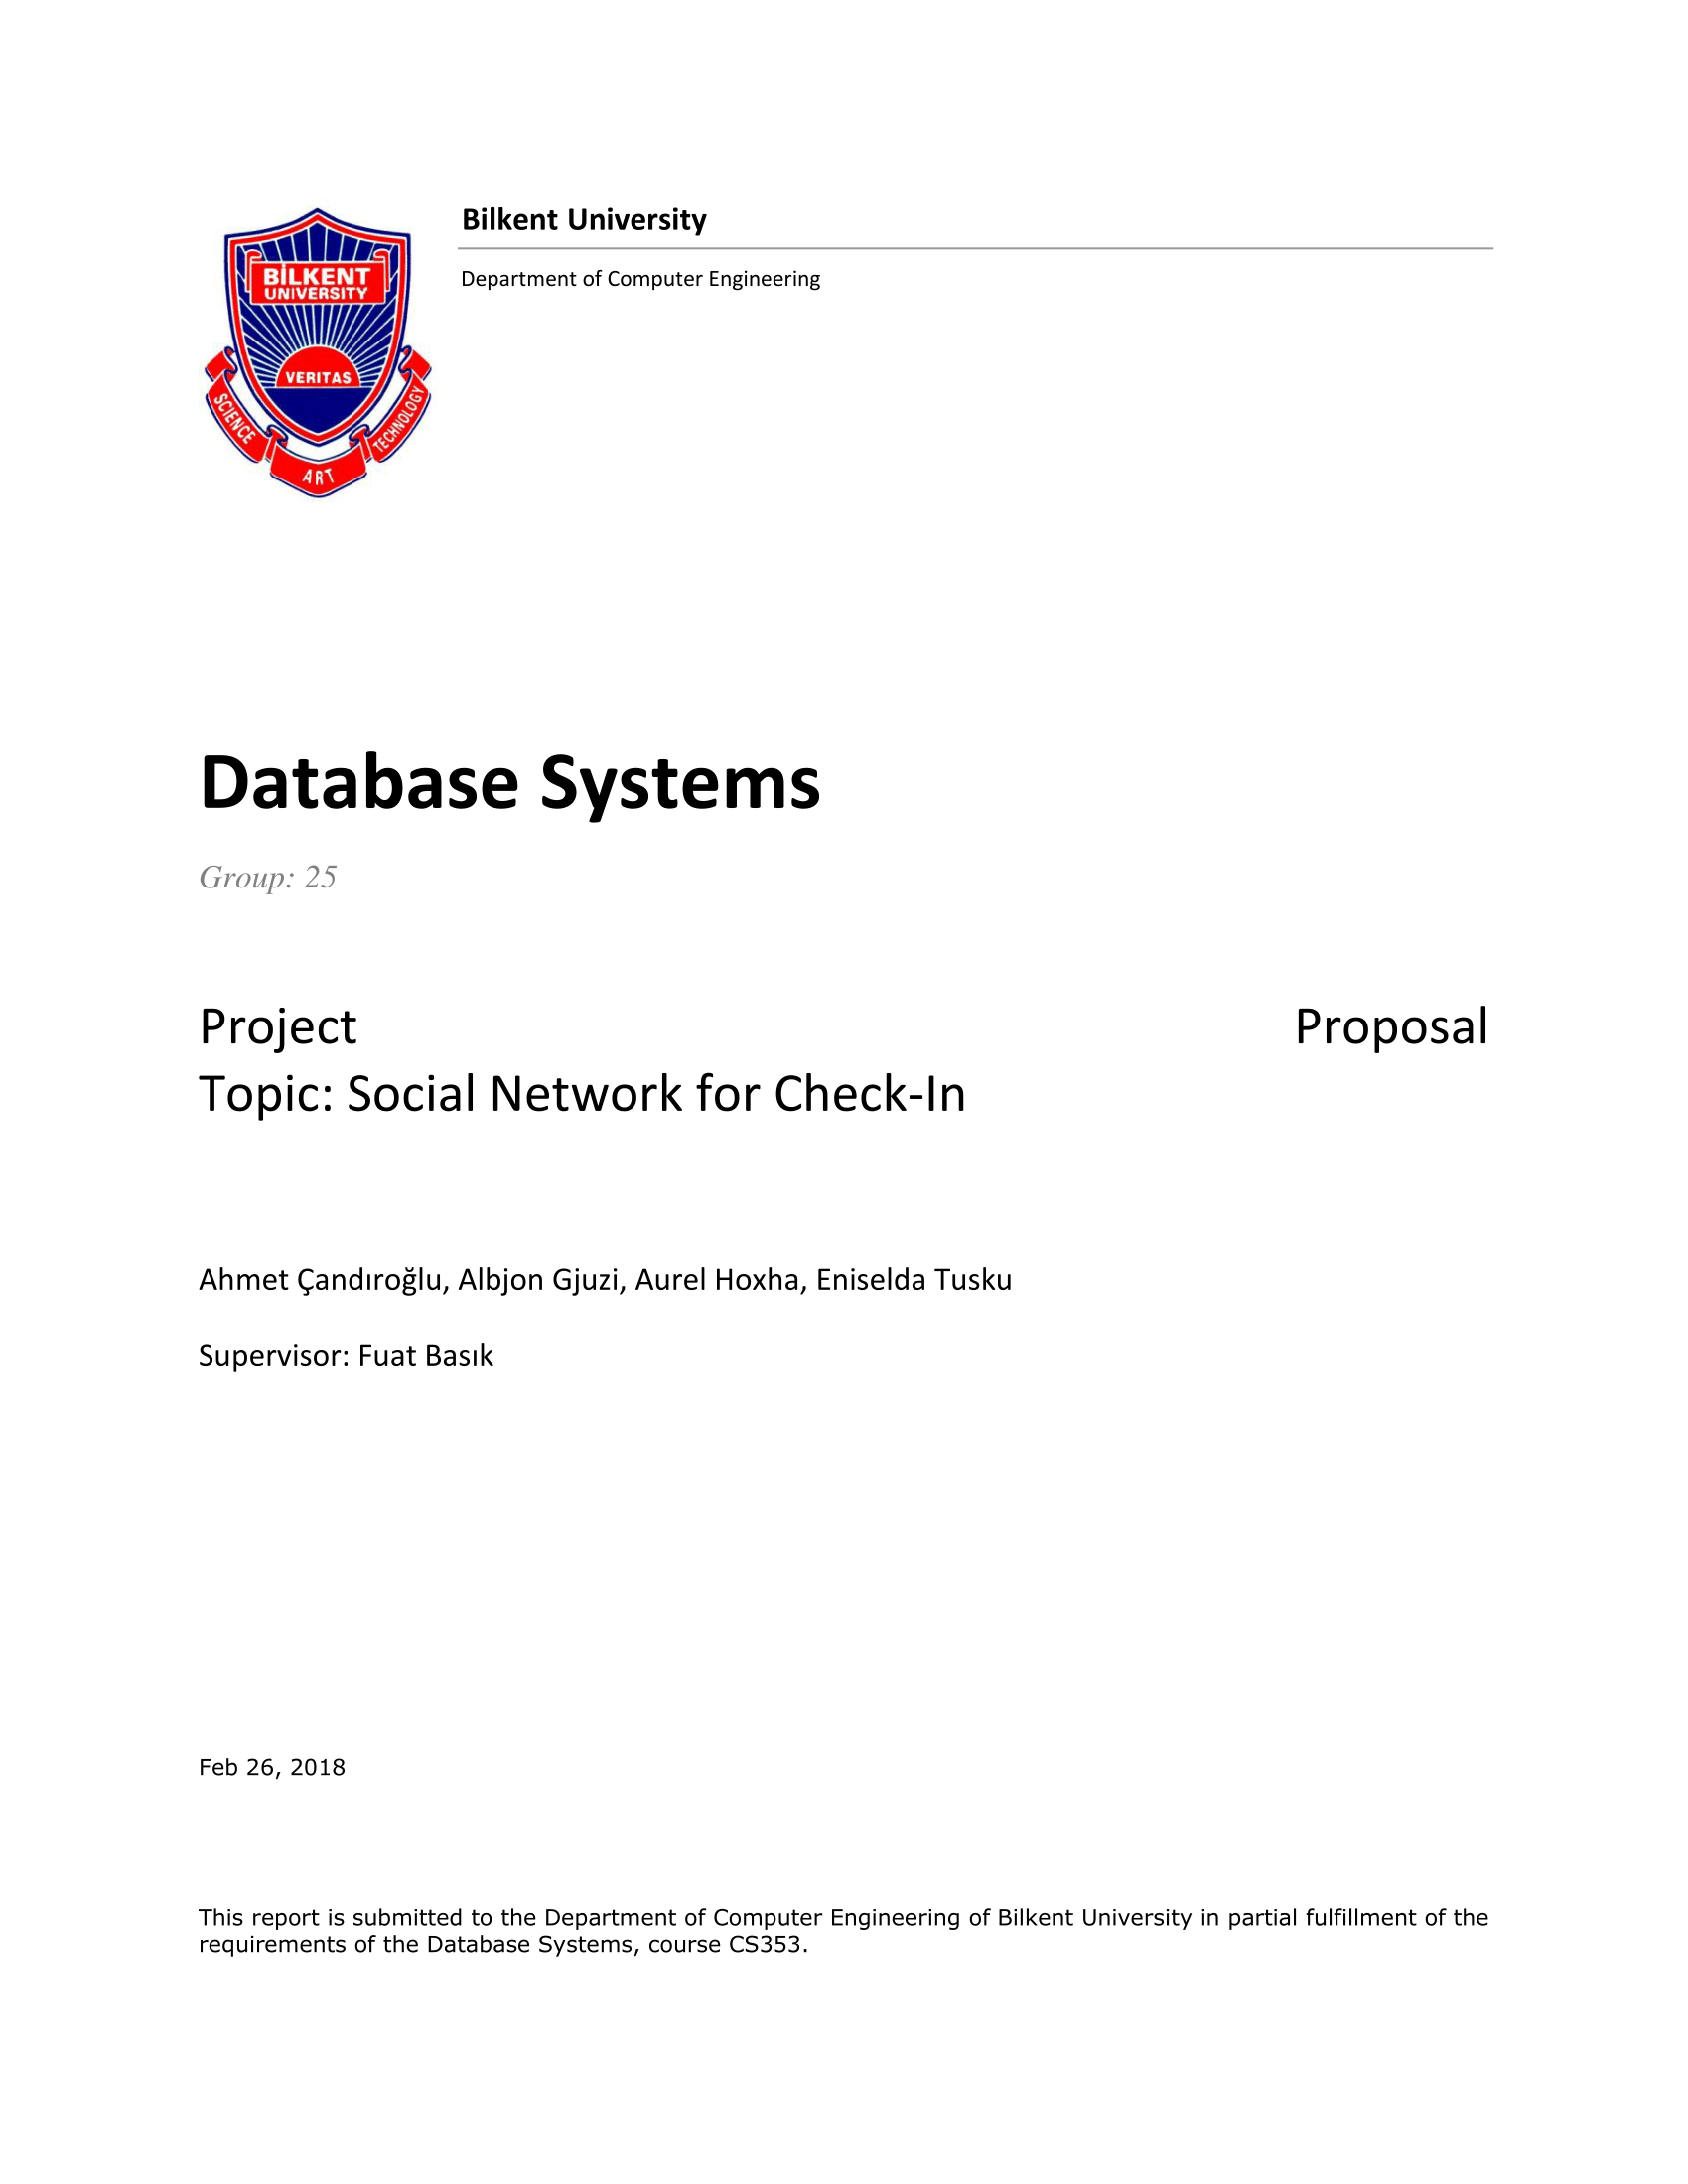 Bilkent University
Department of Computer Engineering
BİLKENT
UNIVERSITY
VERITAS
SCIENCE
ART
TECHNOLOGY
Database Systems
Group: 25
Project Proposal
Topic: Social Network for Check-In
Ahmet Çandıroğlu, Albjon Gjuzi, Aurel Hoxha, Eniselda Tusku
Supervisor: Fuat Basık
Feb 26, 2018
This report is submitted to the Department of Computer Engineering of Bilkent University in partial fulfillment of the
requirements of the Database Systems, course CS353.